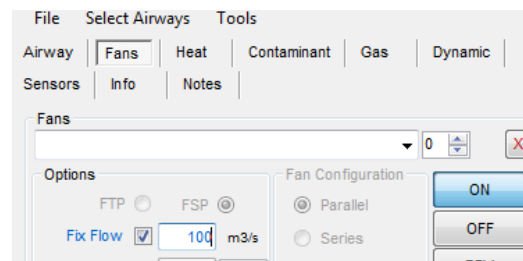 File Select Airways Tools
Airway Fans Heat Contaminant Gas Dynamic
Sensors Info Notes
Fans
0 X
Options Fan Configuration
FTP FSP Parallel ON
Fix Flow 100 m3/s Series OFF